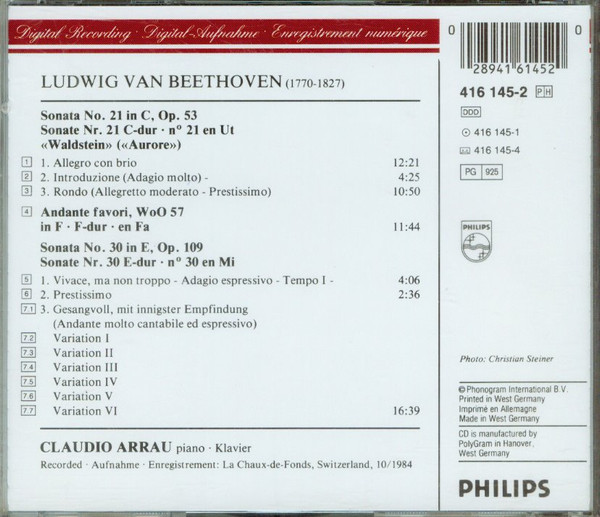 Digital Recording · Digital-Aufnahme · Enregistrement numérique
LUDWIG VAN BEETHOVEN (1770-1827)
Sonata No. 21 in C, Op. 53
Sonate Nr. 21 C-dur · nº 21 en Ut
«Waldstein» («Aurore»)
1 1. Allegro con brio 12:21
2 2. Introduzione (Adagio molto) - 4:25
3 3. Rondo (Allegretto moderato - Prestissimo) 10:50
4 Andante favori, WoO 57
in F · F-dur · en Fa 11:44
Sonata No. 30 in E, Op. 109
Sonate Nr. 30 E-dur · nº 30 en Mi
5 1. Vivace, ma non troppo - Adagio espressivo - Tempo I - 4:06
6 2. Prestissimo 2:36
7.1 3. Gesangvoll, mit innigster Empfindung
(Andante molto cantabile ed espressivo)
7.2 Variation I
7.3 Variation II
7.4 Variation III
7.5 Variation IV
7.6 Variation V
7.7 Variation VI 16:39
CLAUDIO ARRAU piano · Klavier
Recorded · Aufnahme · Enregistrement: La Chaux-de-Fonds, Switzerland, 10/1984
0 28941 61452 0
416 145-2 PH
DDD
416 145-1
416 145-4
PG 925
PHILIPS
Photo: Christian Steiner
℗ Phonogram International B.V.
Printed in West Germany
Imprimé en Allemagne
Made in West Germany
CD is manufactured by
PolyGram in Hanover,
West Germany
PHILIPS